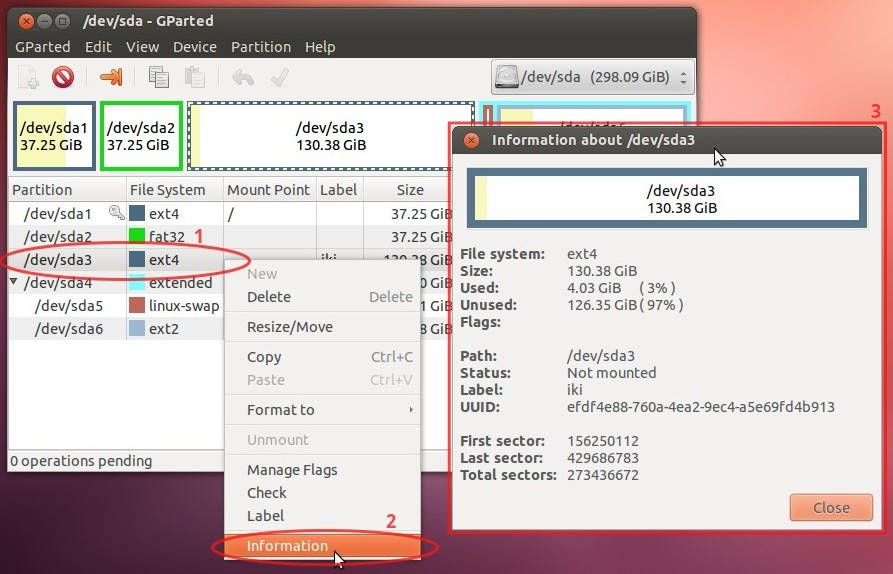 /dev/sda - GParted
GParted Edit View Device Partition Help
/dev/sda (298.09 GiB)
/dev/sda1
37.25 GiB
/dev/sda2
37.25 GiB
/dev/sda3
130.38 GiB
Partition File System Mount Point Label Size
/dev/sda1 ext4 / 37.25 GiB
/dev/sda2 fat32 1 37.25 GiB
/dev/sda3 ext4 iki
/dev/sda4 extended
/dev/sda5 linux-swap
/dev/sda6 ext2
0 operations pending
New
Delete Delete
Resize/Move
Copy Ctrl+C
Paste Ctrl+V
Format to
Unmount
Manage Flags
Check
Label
2
Information
3
Information about /dev/sda3
/dev/sda3
130.38 GiB
File system: ext4
Size: 130.38 GiB
Used: 4.03 GiB ( 3% )
Unused: 126.35 GiB ( 97% )
Flags:
Path: /dev/sda3
Status: Not mounted
Label: iki
UUID: efdf4e88-760a-4ea2-9ec4-a5e69fd4b913
First sector: 156250112
Last sector: 429686783
Total sectors: 273436672
Close